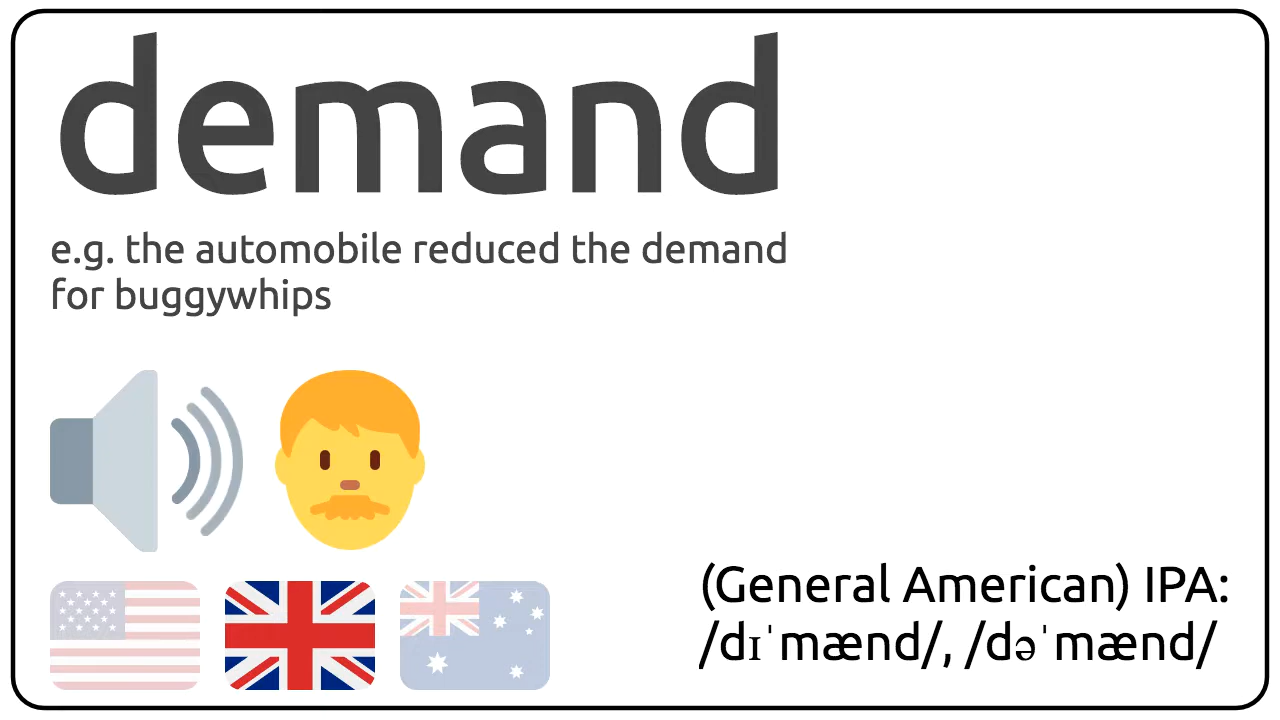 demand
e.g. the automobile reduced the demand
for buggywhips
(General American) IPA:
/dɪˈmænd/, /dəˈmænd/